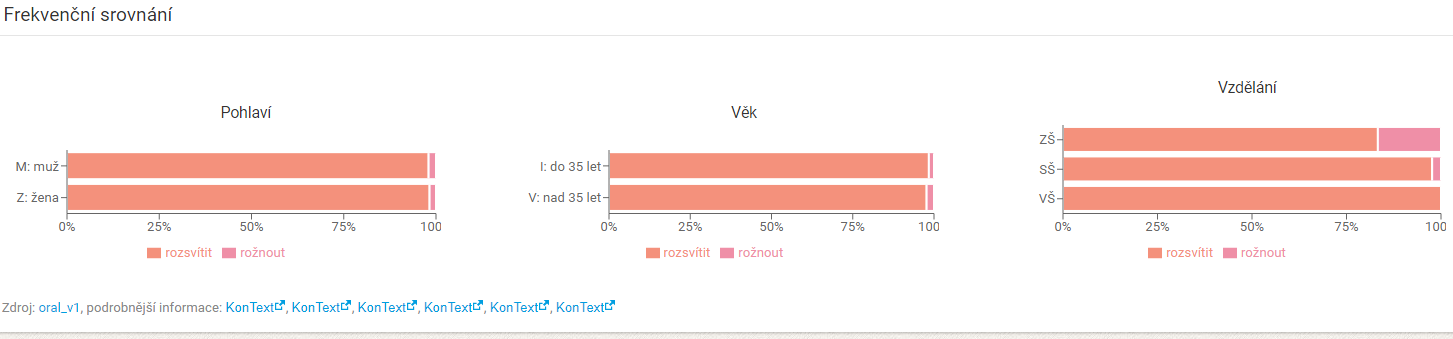 Frekvenční srovnání
Pohlaví
M: muž
Z: žena
0% 25% 50% 75% 100
rozsvítit rožnout
Věk
I: do 35 let
V: nad 35 let
0% 25% 50% 75% 100
rozsvítit rožnout
Vzdělání
ZŠ
SŠ
VŠ
0% 25% 50% 75% 100
rozsvítit rožnout
Zdroj: oral_v1, podrobnější informace: KonText, KonText, KonText, KonText, KonText, KonText